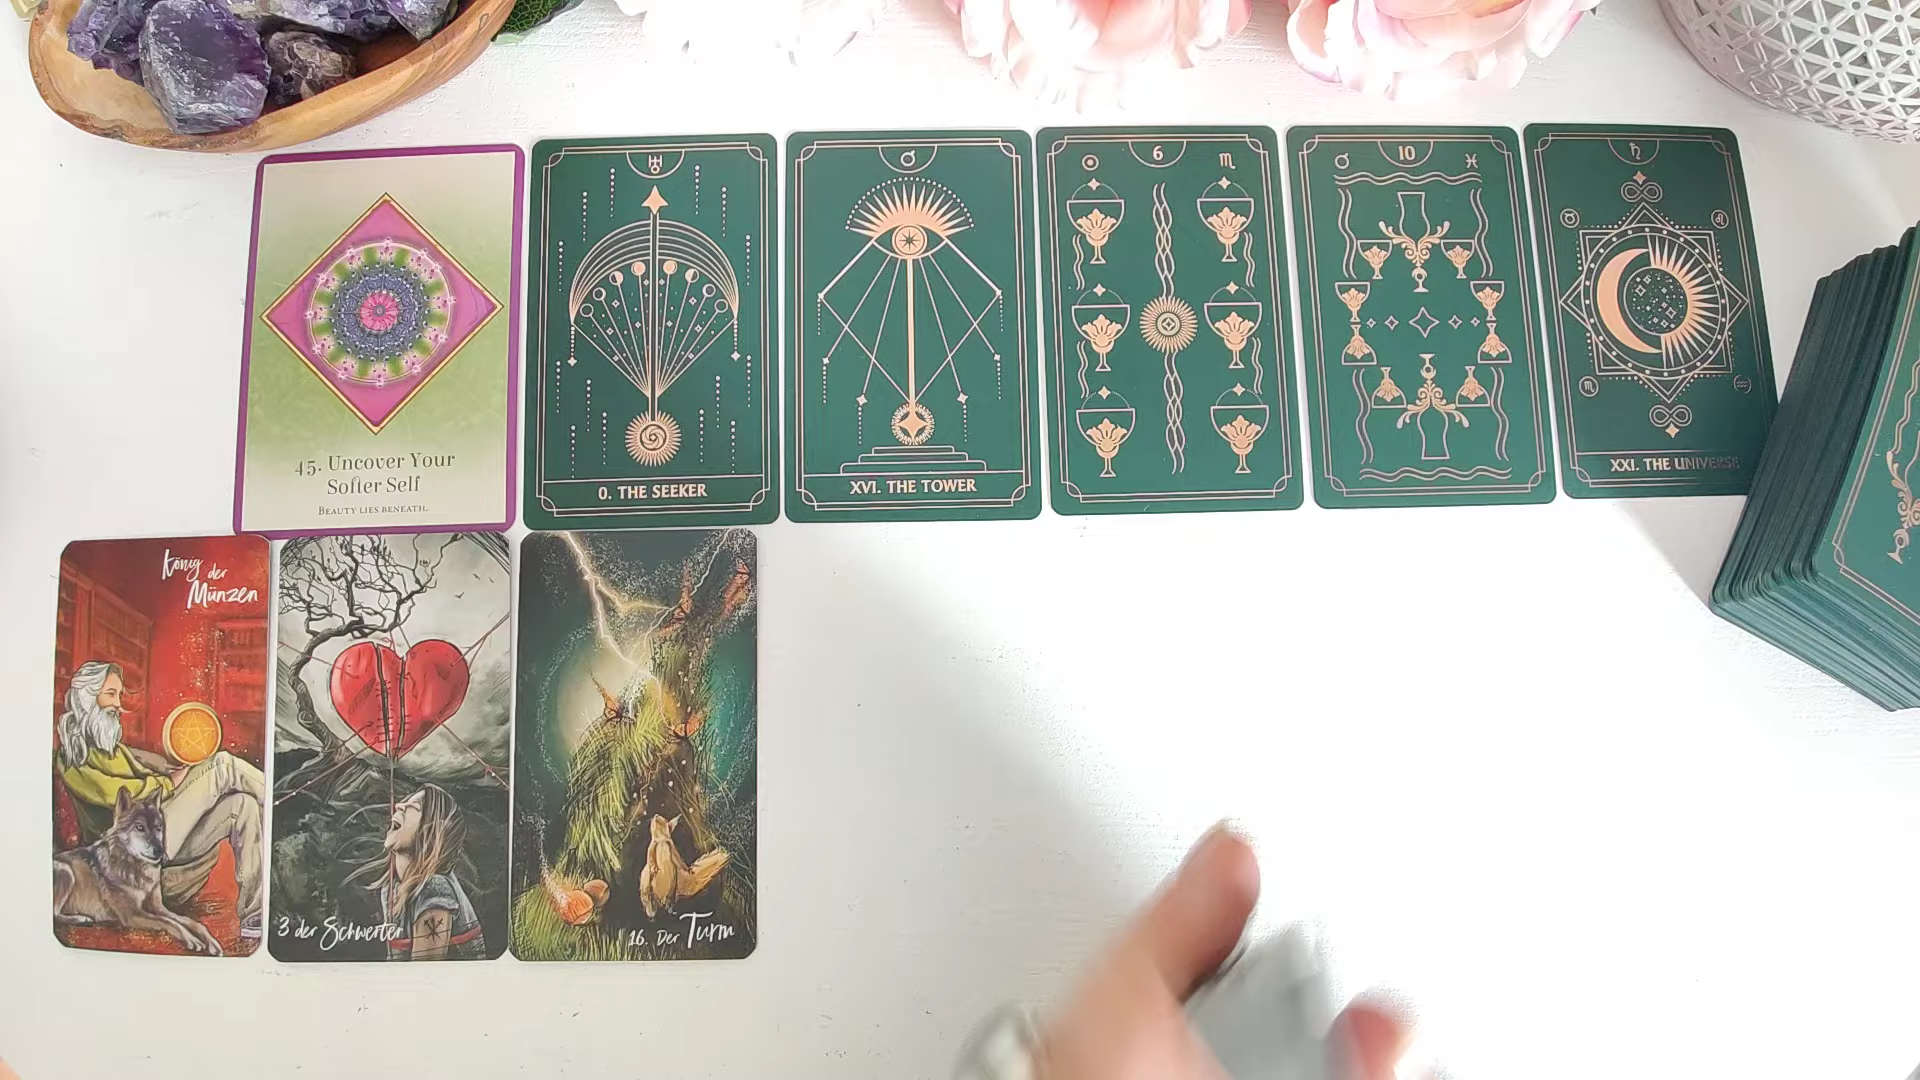 45. Uncover Your
Softer Self
Beauty lies beneath.
0. THE SEEKER
XVI. THE TOWER
6
10
XXI. THE UNIVERSE
König
der
Münzen
3 der Schwerter
16. Der Turm